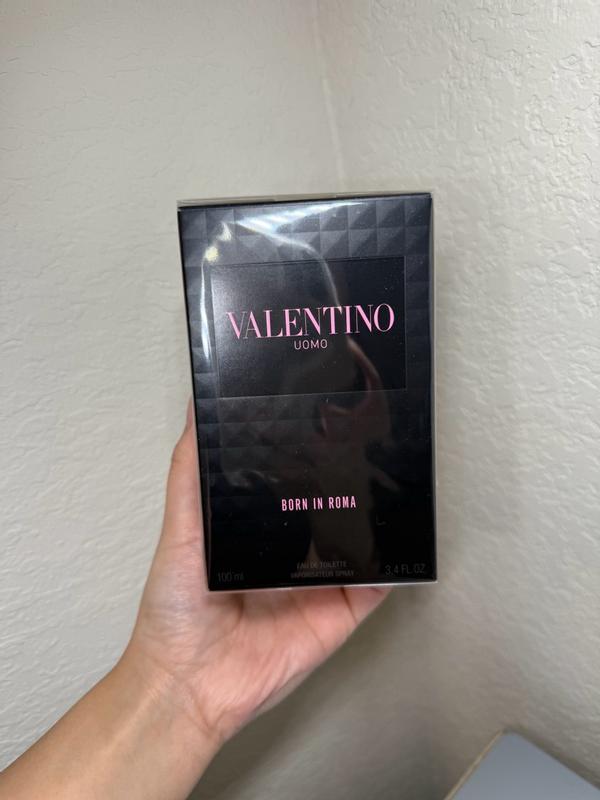 VALENTINO
UOMO
BORN IN ROMA
EAU DE TOILETTE
VAPORISATEUR SPRAY
100 ml
3.4 FL.OZ.